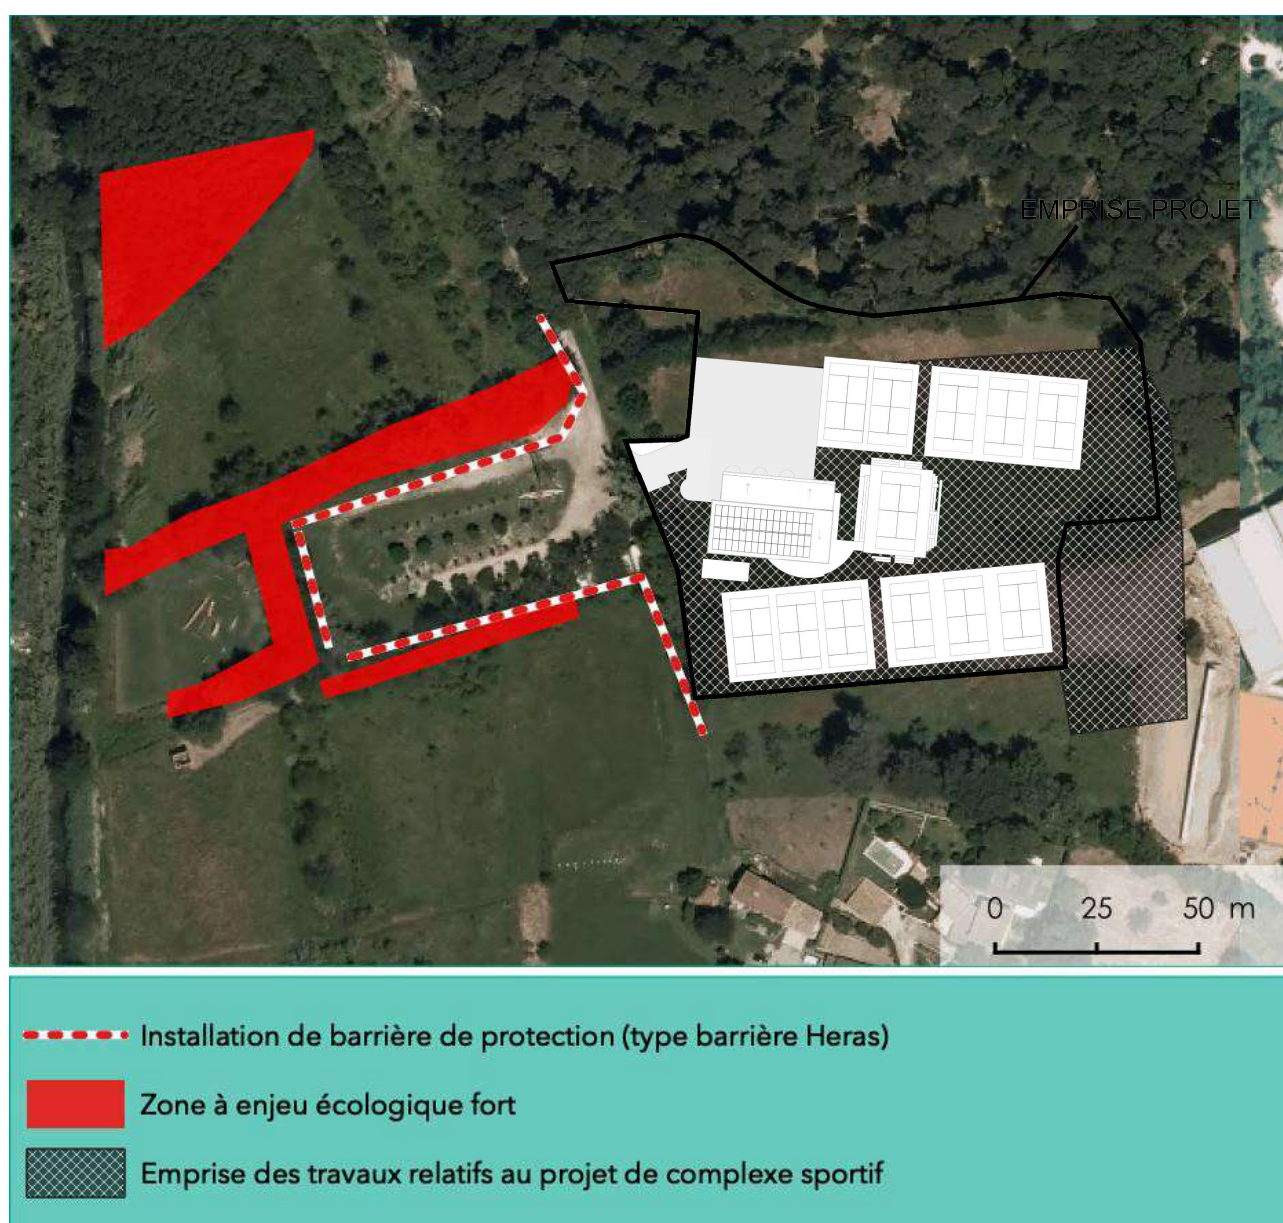 EMPRISE PROJET
0 25 50 m
Installation de barrière de protection (type barrière Heras)
Zone à enjeu écologique fort
Emprise des travaux relatifs au projet de complexe sportif